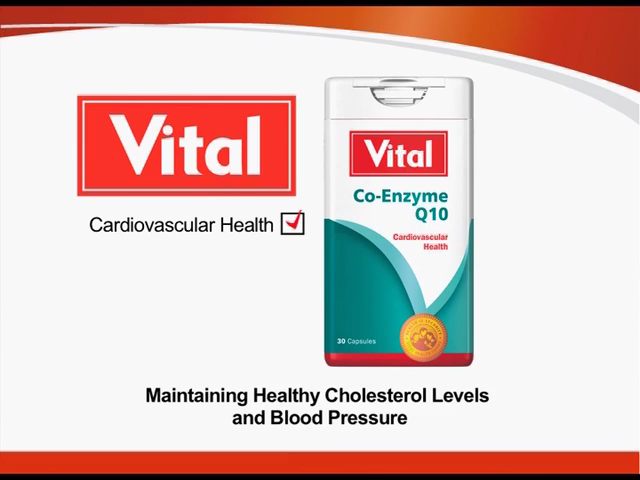 Vital
Cardiovascular Health
Vital
Co-Enzyme
Q10
Cardiovascular
Health
30 Capsules
Maintaining Healthy Cholesterol Levels
and Blood Pressure